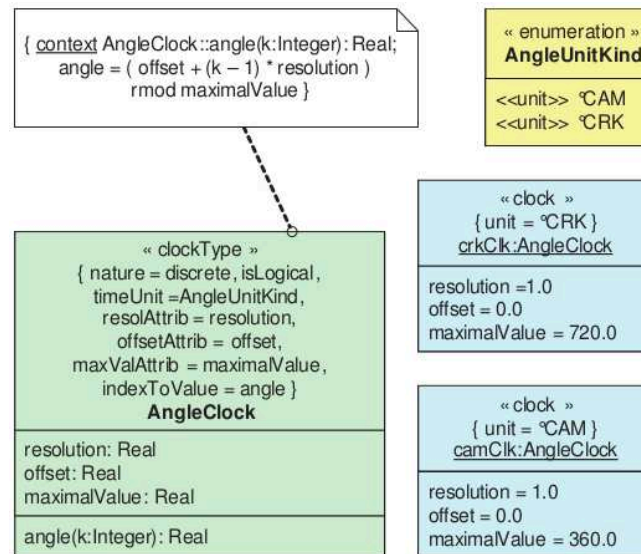 { context AngleClock::angle(k:Integer): Real;
angle = ( offset + (k – 1) * resolution )
rmod maximalValue }
« enumeration »
AngleUnitKind
<<unit>> °CAM
<<unit>> °CRK
« clockType »
{ nature = discrete, isLogical,
timeUnit =AngleUnitKind,
resolAttrib = resolution,
offsetAttrib = offset,
maxValAttrib = maximalValue,
indexToValue = angle }
AngleClock
resolution: Real
offset: Real
maximalValue: Real
angle(k:Integer): Real
« clock »
{ unit = °CRK }
crkClk:AngleClock
resolution =1.0
offset = 0.0
maximalValue = 720.0
« clock »
{ unit = °CAM }
camClk:AngleClock
resolution = 1.0
offset = 0.0
maximalValue = 360.0